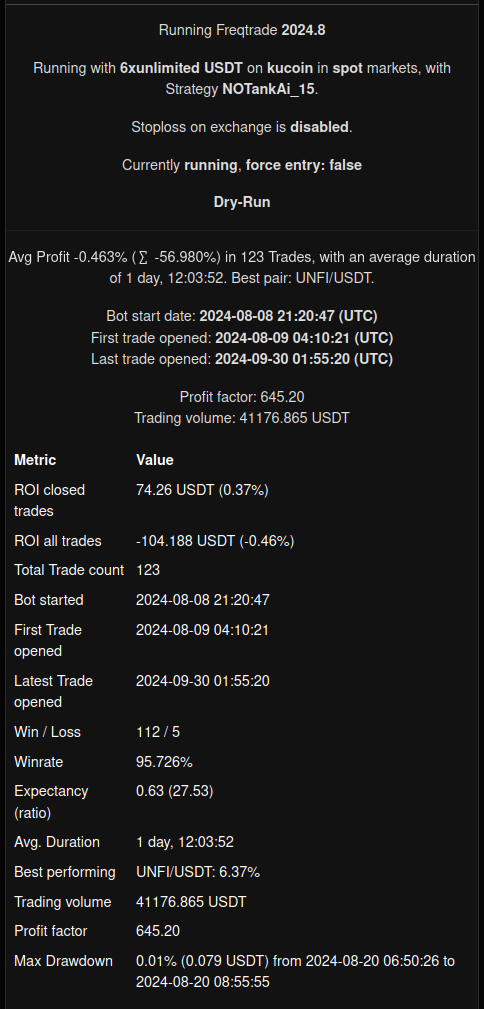 Running Freqtrade 2024.8
Running with 6xunlimited USDT on kucoin in spot markets, with
Strategy NOTankAi_15.
Stoploss on exchange is disabled.
Currently running, force entry: false
Dry-Run
Avg Profit -0.463% (∑ -56.980%) in 123 Trades, with an average duration
of 1 day, 12:03:52. Best pair: UNFI/USDT.
Bot start date: 2024-08-08 21:20:47 (UTC)
First trade opened: 2024-08-09 04:10:21 (UTC)
Last trade opened: 2024-09-30 01:55:20 (UTC)
Profit factor: 645.20
Trading volume: 41176.865 USDT
Metric Value
ROI closed trades 74.26 USDT (0.37%)
ROI all trades -104.188 USDT (-0.46%)
Total Trade count 123
Bot started 2024-08-08 21:20:47
First Trade opened 2024-08-09 04:10:21
Latest Trade opened 2024-09-30 01:55:20
Win / Loss 112 / 5
Winrate 95.726%
Expectancy (ratio) 0.63 (27.53)
Avg. Duration 1 day, 12:03:52
Best performing UNFI/USDT: 6.37%
Trading volume 41176.865 USDT
Profit factor 645.20
Max Drawdown 0.01% (0.079 USDT) from 2024-08-20 06:50:26 to
2024-08-20 08:55:55